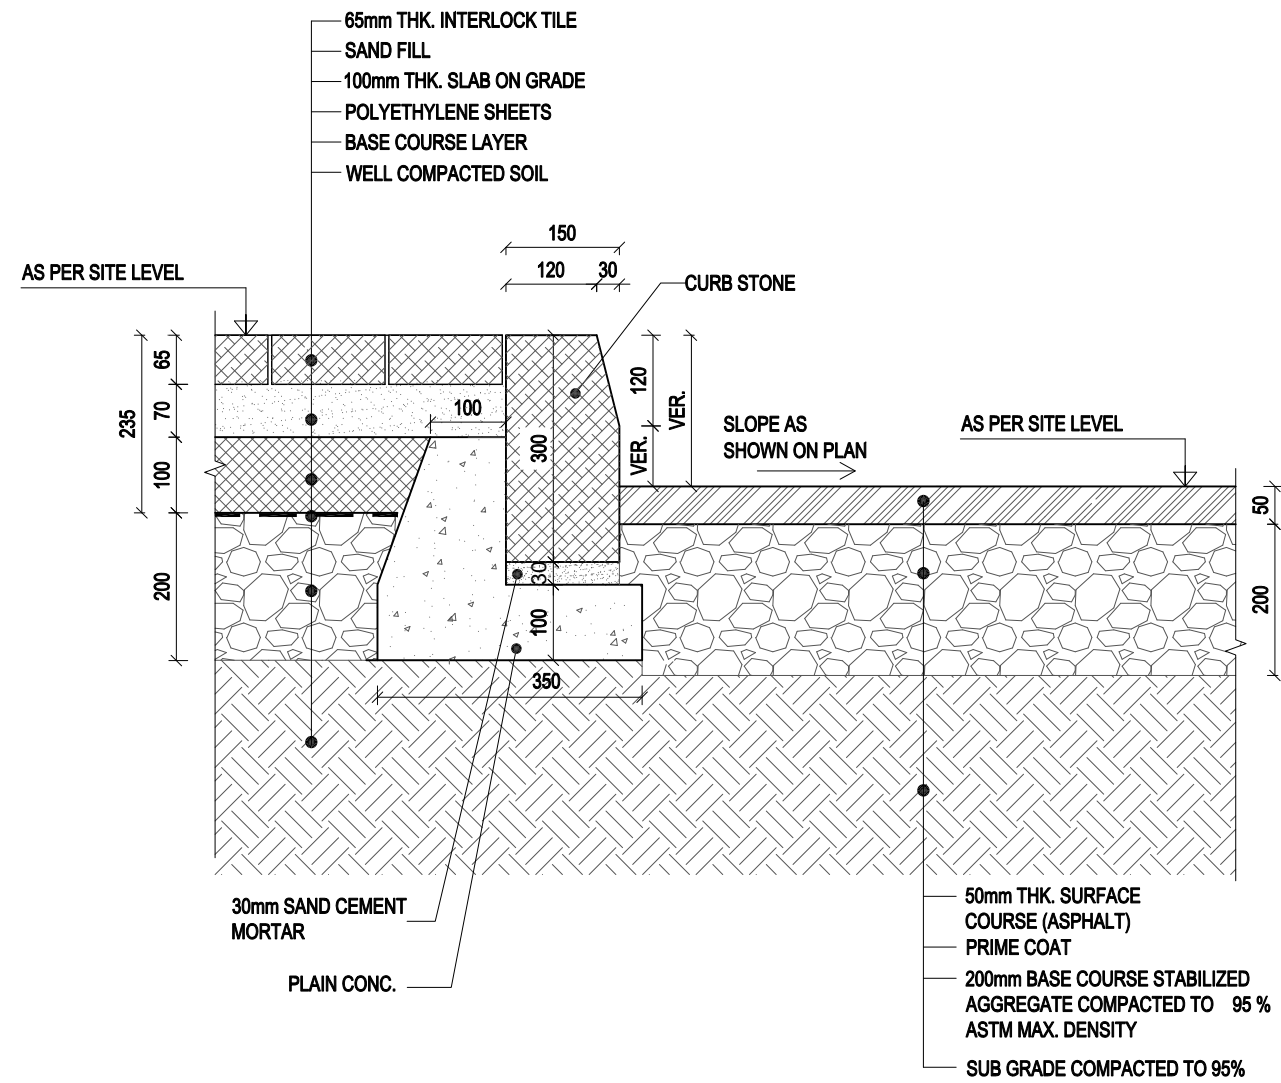 65mm THK. INTERLOCK TILE
SAND FILL
100mm THK. SLAB ON GRADE
POLYETHYLENE SHEETS
BASE COURSE LAYER
WELL COMPACTED SOIL
150
120
30
AS PER SITE LEVEL
CURB STONE
65
70
100
235
200
100
300
30
100
350
120
VER.
VER.
SLOPE AS
SHOWN ON PLAN
AS PER SITE LEVEL
50
200
30mm SAND CEMENT
MORTAR
PLAIN CONC.
50mm THK. SURFACE
COURSE (ASPHALT)
PRIME COAT
200mm BASE COURSE STABILIZED
AGGREGATE COMPACTED TO 95 %
ASTM MAX. DENSITY
SUB GRADE COMPACTED TO 95%